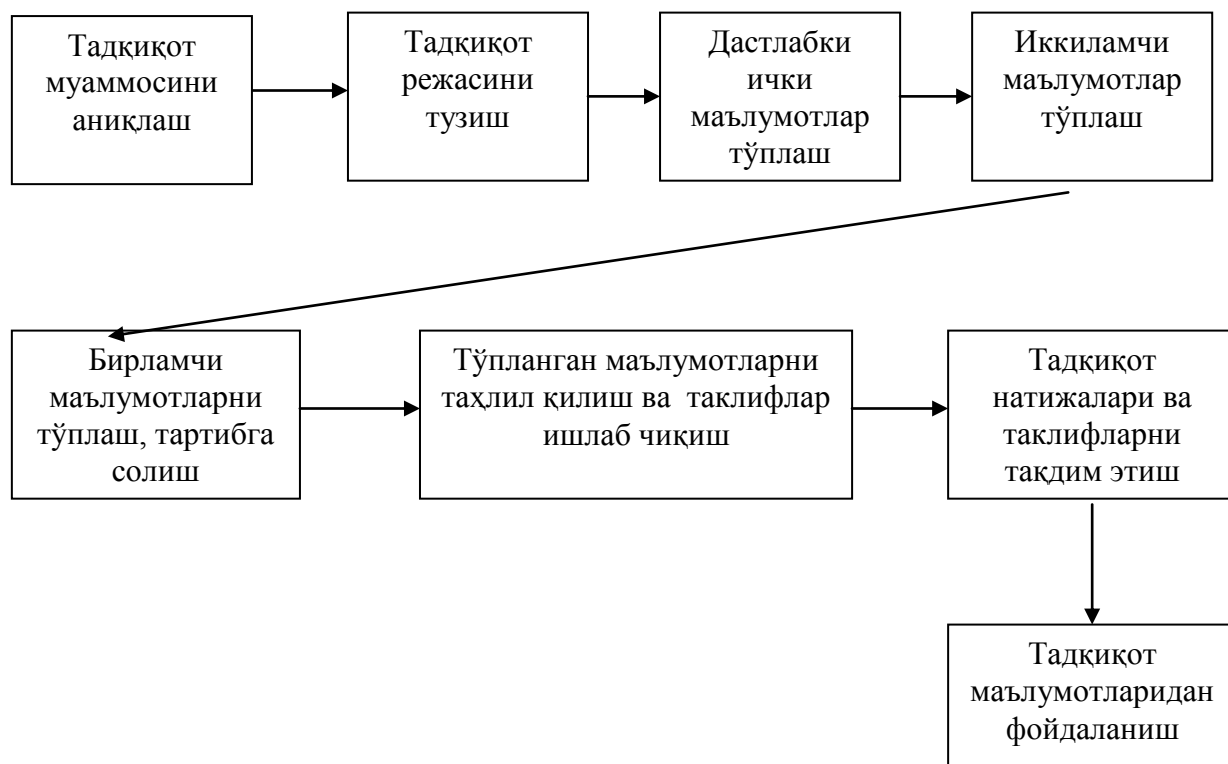 Тадқиқот
муаммосини
аниқлаш
Тадқиқот
режасини
тузиш
Дастлабки
ички
маълумотлар
тўплаш
Иккиламчи
маълумотлар
тўплаш
Бирламчи
маълумотларни
тўплаш, тартибга
солиш
Тўпланган маълумотларни
таҳлил қилиш ва таклифлар
ишлаб чиқиш
Тадқиқот
натижалари ва
таклифларни
тақдим этиш
Тадқиқот
маълумотларидан
фойдаланиш